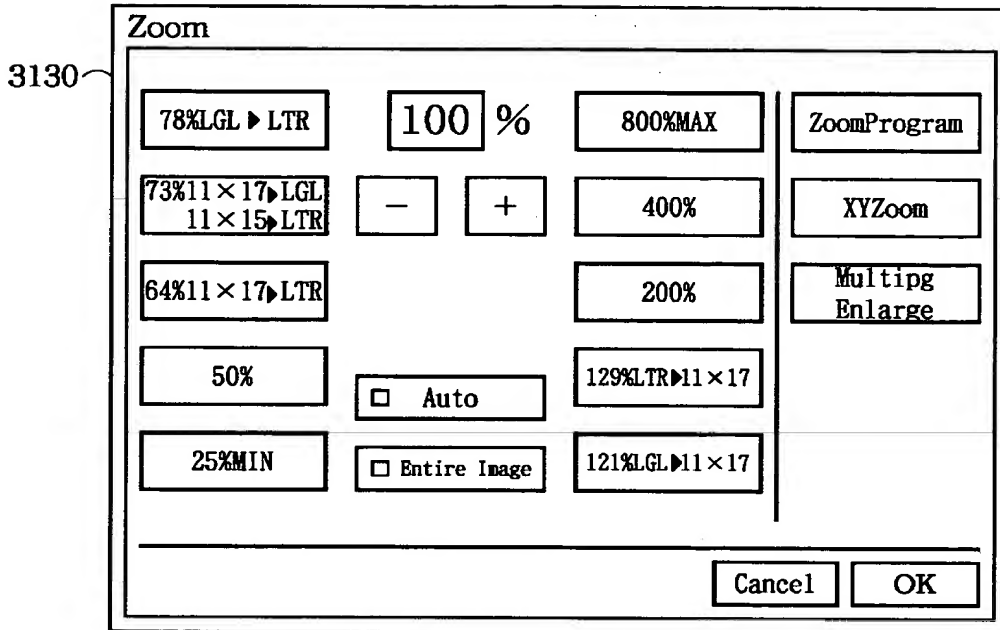 Zoom
3130
78%LGL▶LTR
100 %
800%MAX
ZoomProgram
73%11×17▶LGL
11×15▶LTR
−
+
400%
XYZoom
64%11×17▶LTR
200%
Multipg
Enlarge
50%
□ Auto
129%LTR▶11×17
25%MIN
□ Entire Image
121%LGL▶11×17
Cancel
OK